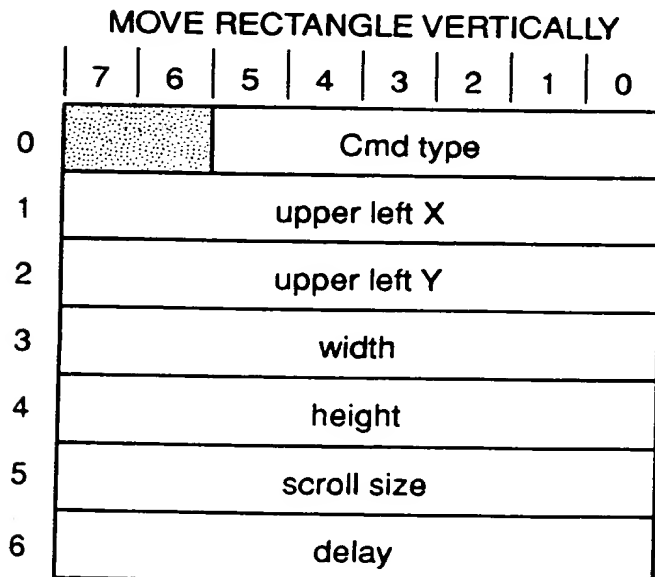 MOVE RECTANGLE VERTICALLY
7 6 5 4 3 2 1 0
0 Cmd type
1 upper left X
2 upper left Y
3 width
4 height
5 scroll size
6 delay